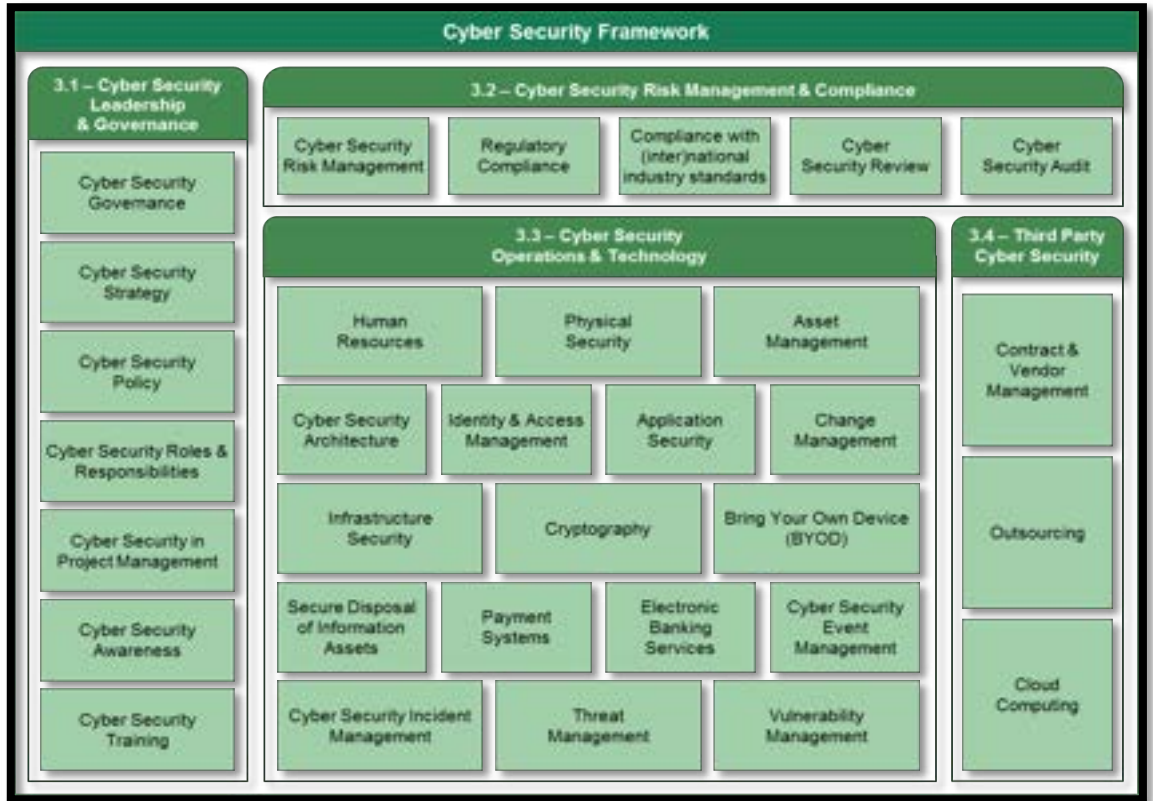 Cyber Security Framework
3.1 – Cyber Security
Leadership
& Governance
Cyber Security
Governance
Cyber Security
Strategy
Cyber Security
Policy
Cyber Security Roles &
Responsibilities
Cyber Security in
Project Management
Cyber Security
Awareness
Cyber Security
Training
3.2 – Cyber Security Risk Management & Compliance
Cyber Security
Risk Management
Regulatory
Compliance
Compliance with
(inter)national
industry standards
Cyber
Security Review
Cyber
Security Audit
3.3 – Cyber Security
Operations & Technology
Human
Resources
Physical
Security
Asset
Management
Cyber Security
Architecture
Identity & Access
Management
Application
Security
Change
Management
Infrastructure
Security
Cryptography
Bring Your Own Device
(BYOD)
Secure Disposal
of Information
Assets
Payment
Systems
Electronic
Banking
Services
Cyber Security
Event
Management
Cyber Security Incident
Management
Threat
Management
Vulnerability
Management
3.4 – Third Party
Cyber Security
Contract &
Vendor
Management
Outsourcing
Cloud
Computing